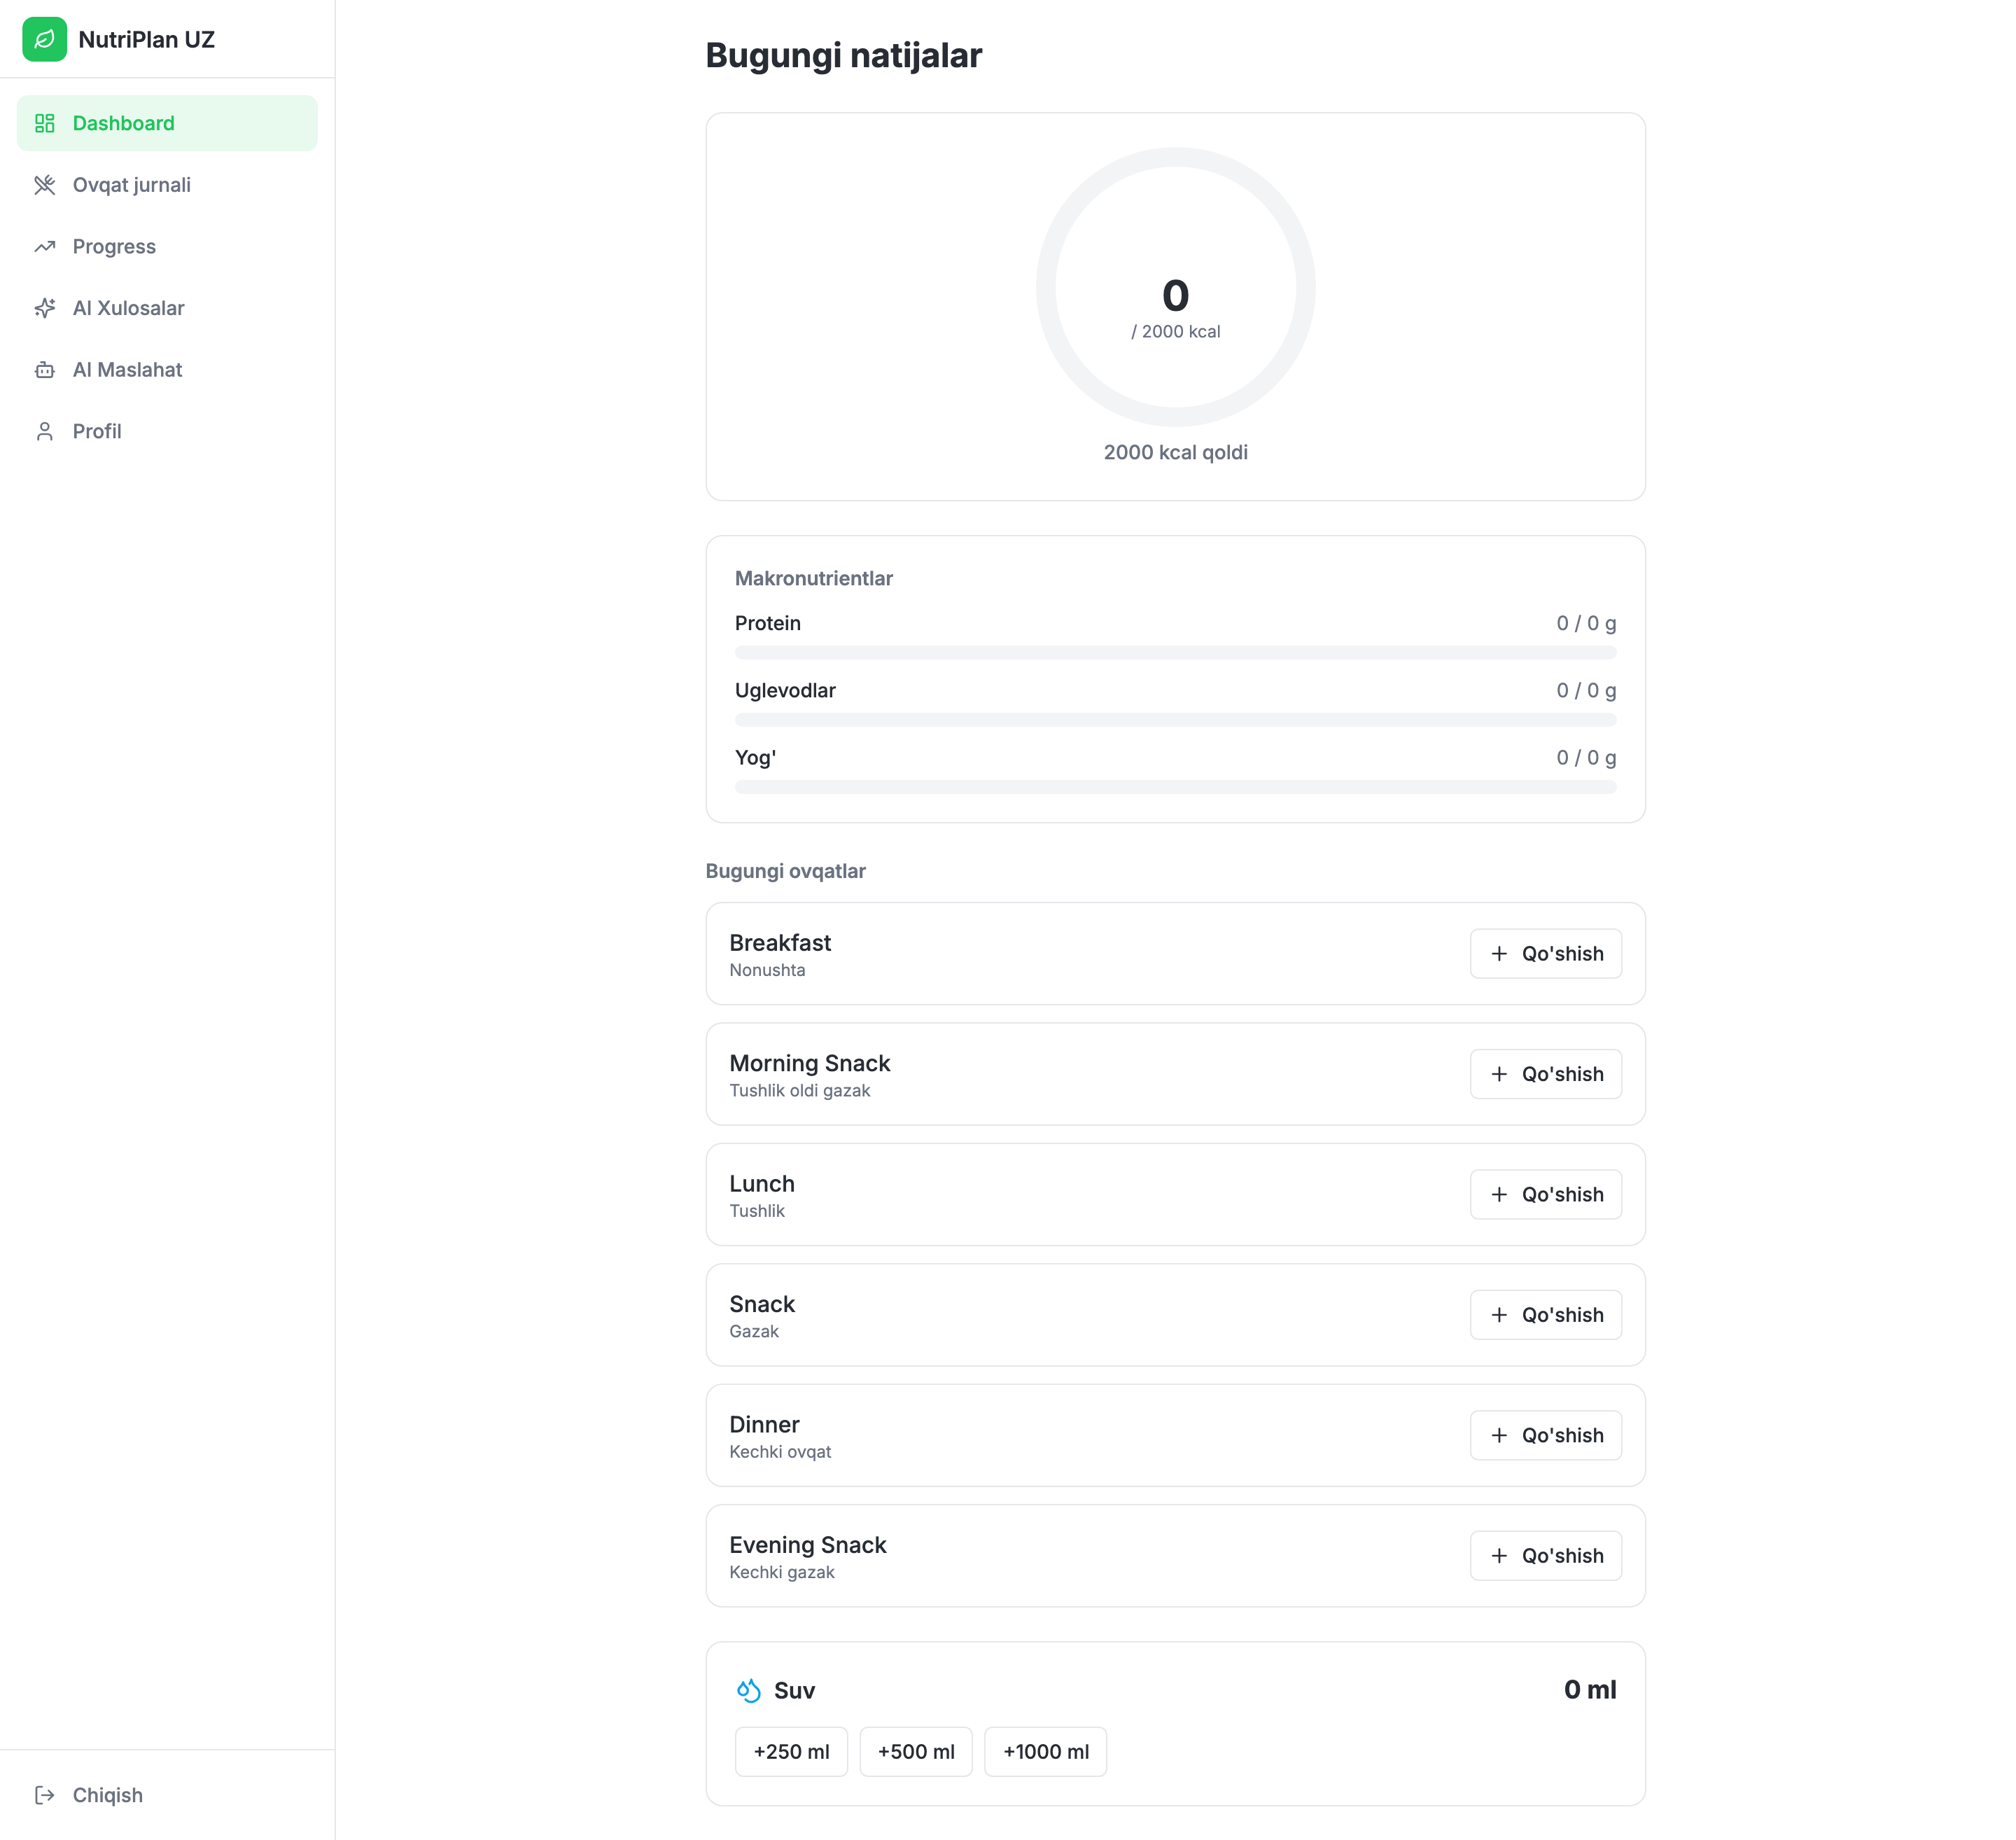 NutriPlan UZ
Dashboard
Ovqat jurnali
Progress
AI Xulosalar
AI Maslahat
Profil
Chiqish
Bugungi natijalar
0
/ 2000 kcal
2000 kcal qoldi
Makronutrientlar
Protein 0 / 0 g
Uglevodlar 0 / 0 g
Yog' 0 / 0 g
Bugungi ovqatlar
Breakfast
Nonushta
+ Qo'shish
Morning Snack
Tushlik oldi gazak
+ Qo'shish
Lunch
Tushlik
+ Qo'shish
Snack
Gazak
+ Qo'shish
Dinner
Kechki ovqat
+ Qo'shish
Evening Snack
Kechki gazak
+ Qo'shish
Suv 0 ml
+250 ml +500 ml +1000 ml